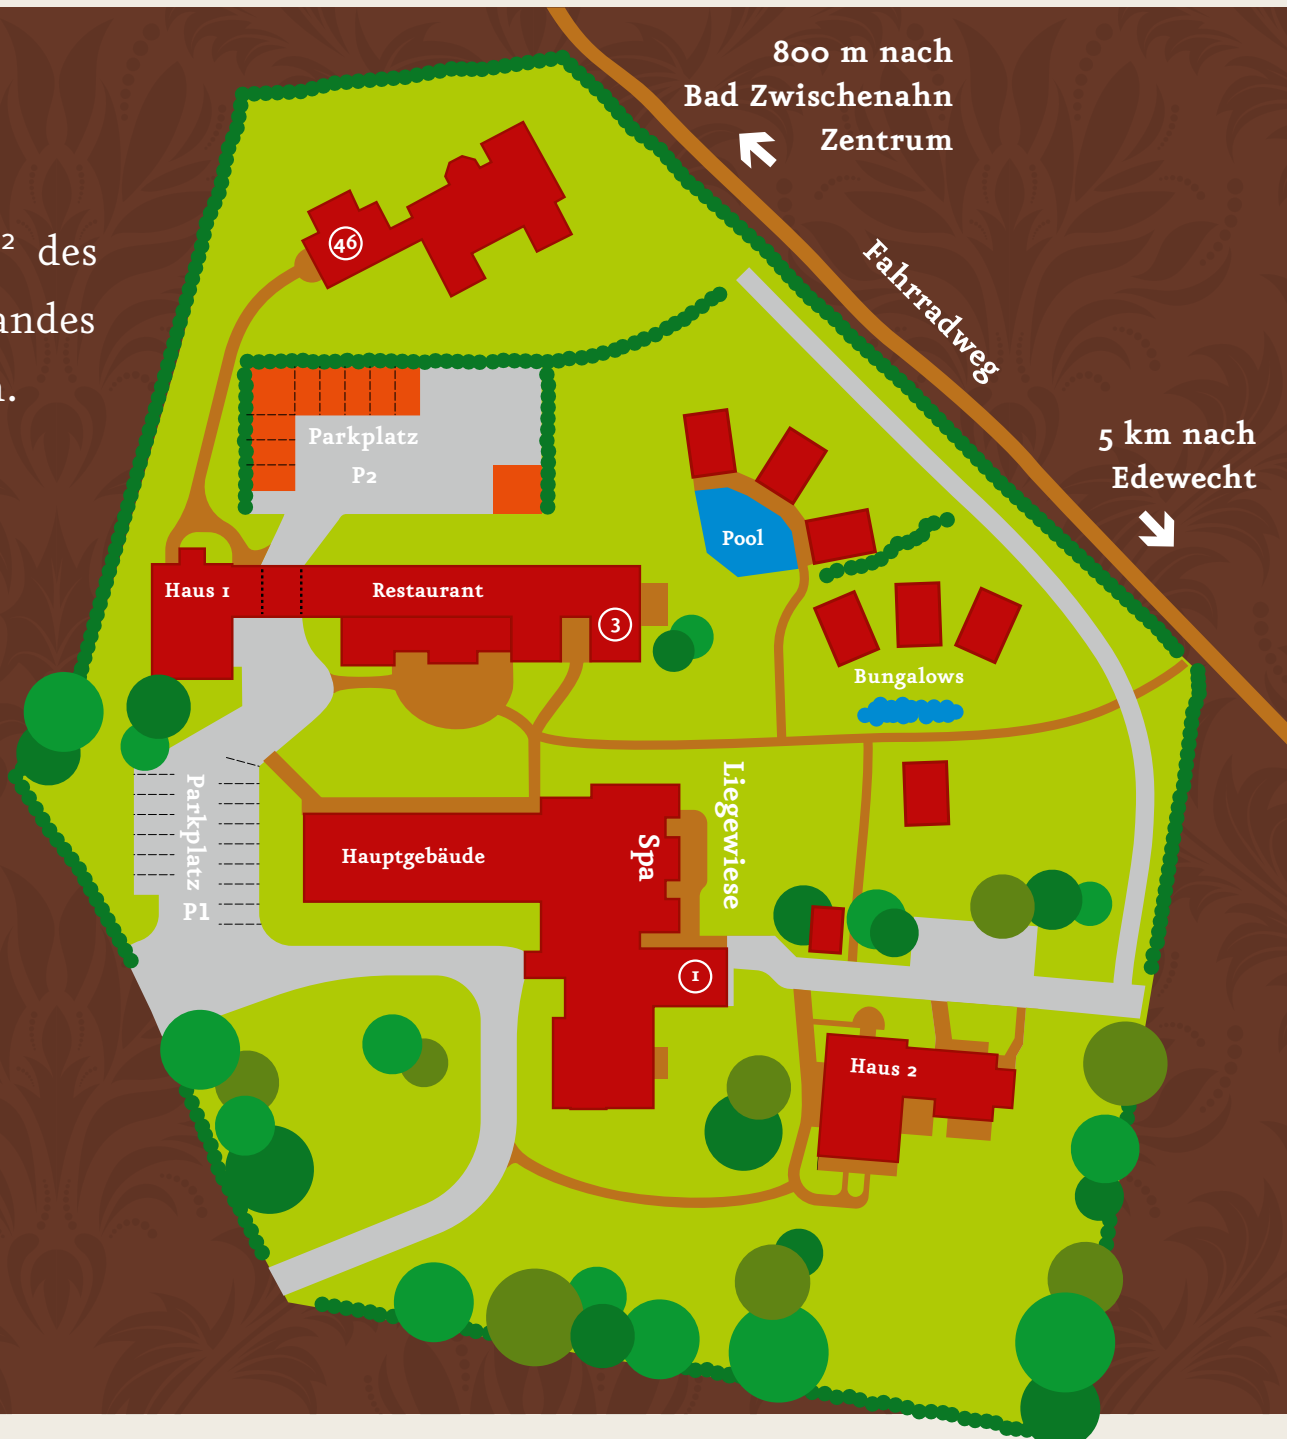 800 m nach
Bad Zwischenahn
Zentrum
² des
46
andes
Fahrradweg
n.
5 km nach
Edewecht
Parkplatz
P2
Pool
Haus 1
Restaurant
3
Bungalows
Parkplatz
P1
Liegewiese
Hauptgebäude
Spa
1
Haus 2